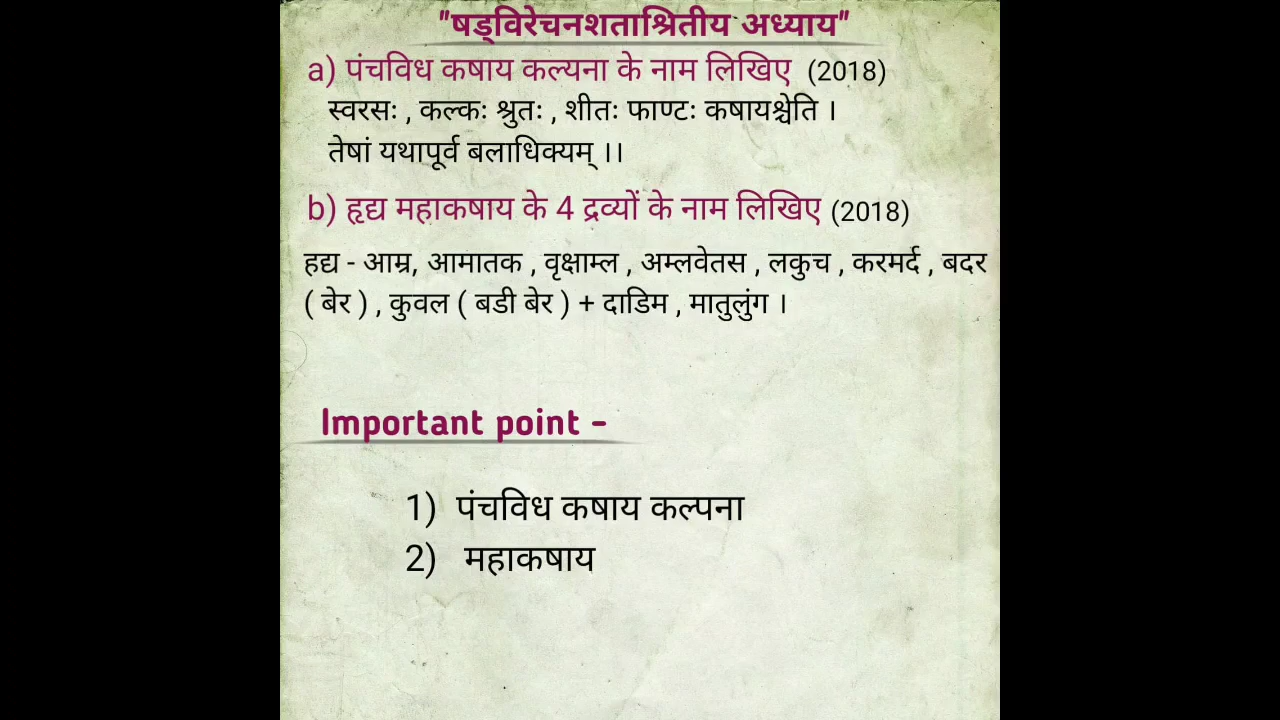 "षड्विरेचनशताश्रितीय अध्याय"
a) पंचविध कषाय कल्यना के नाम लिखिए (2018)
स्वरसः , कल्कः श्रुतः , शीतः फाण्टः कषायश्चेति ।
तेषां यथापूर्व बलाधिक्यम् ।।
b) हृद्य महाकषाय के 4 द्रव्यों के नाम लिखिए (2018)
हद्य - आम्र, आमातक , वृक्षाम्ल , अम्लवेतस , लकुच , करमर्द , बदर
( बेर ) , कुवल ( बडी बेर ) + दाडिम , मातुलुंग ।
Important point -
1) पंचविध कषाय कल्पना
2) महाकषाय